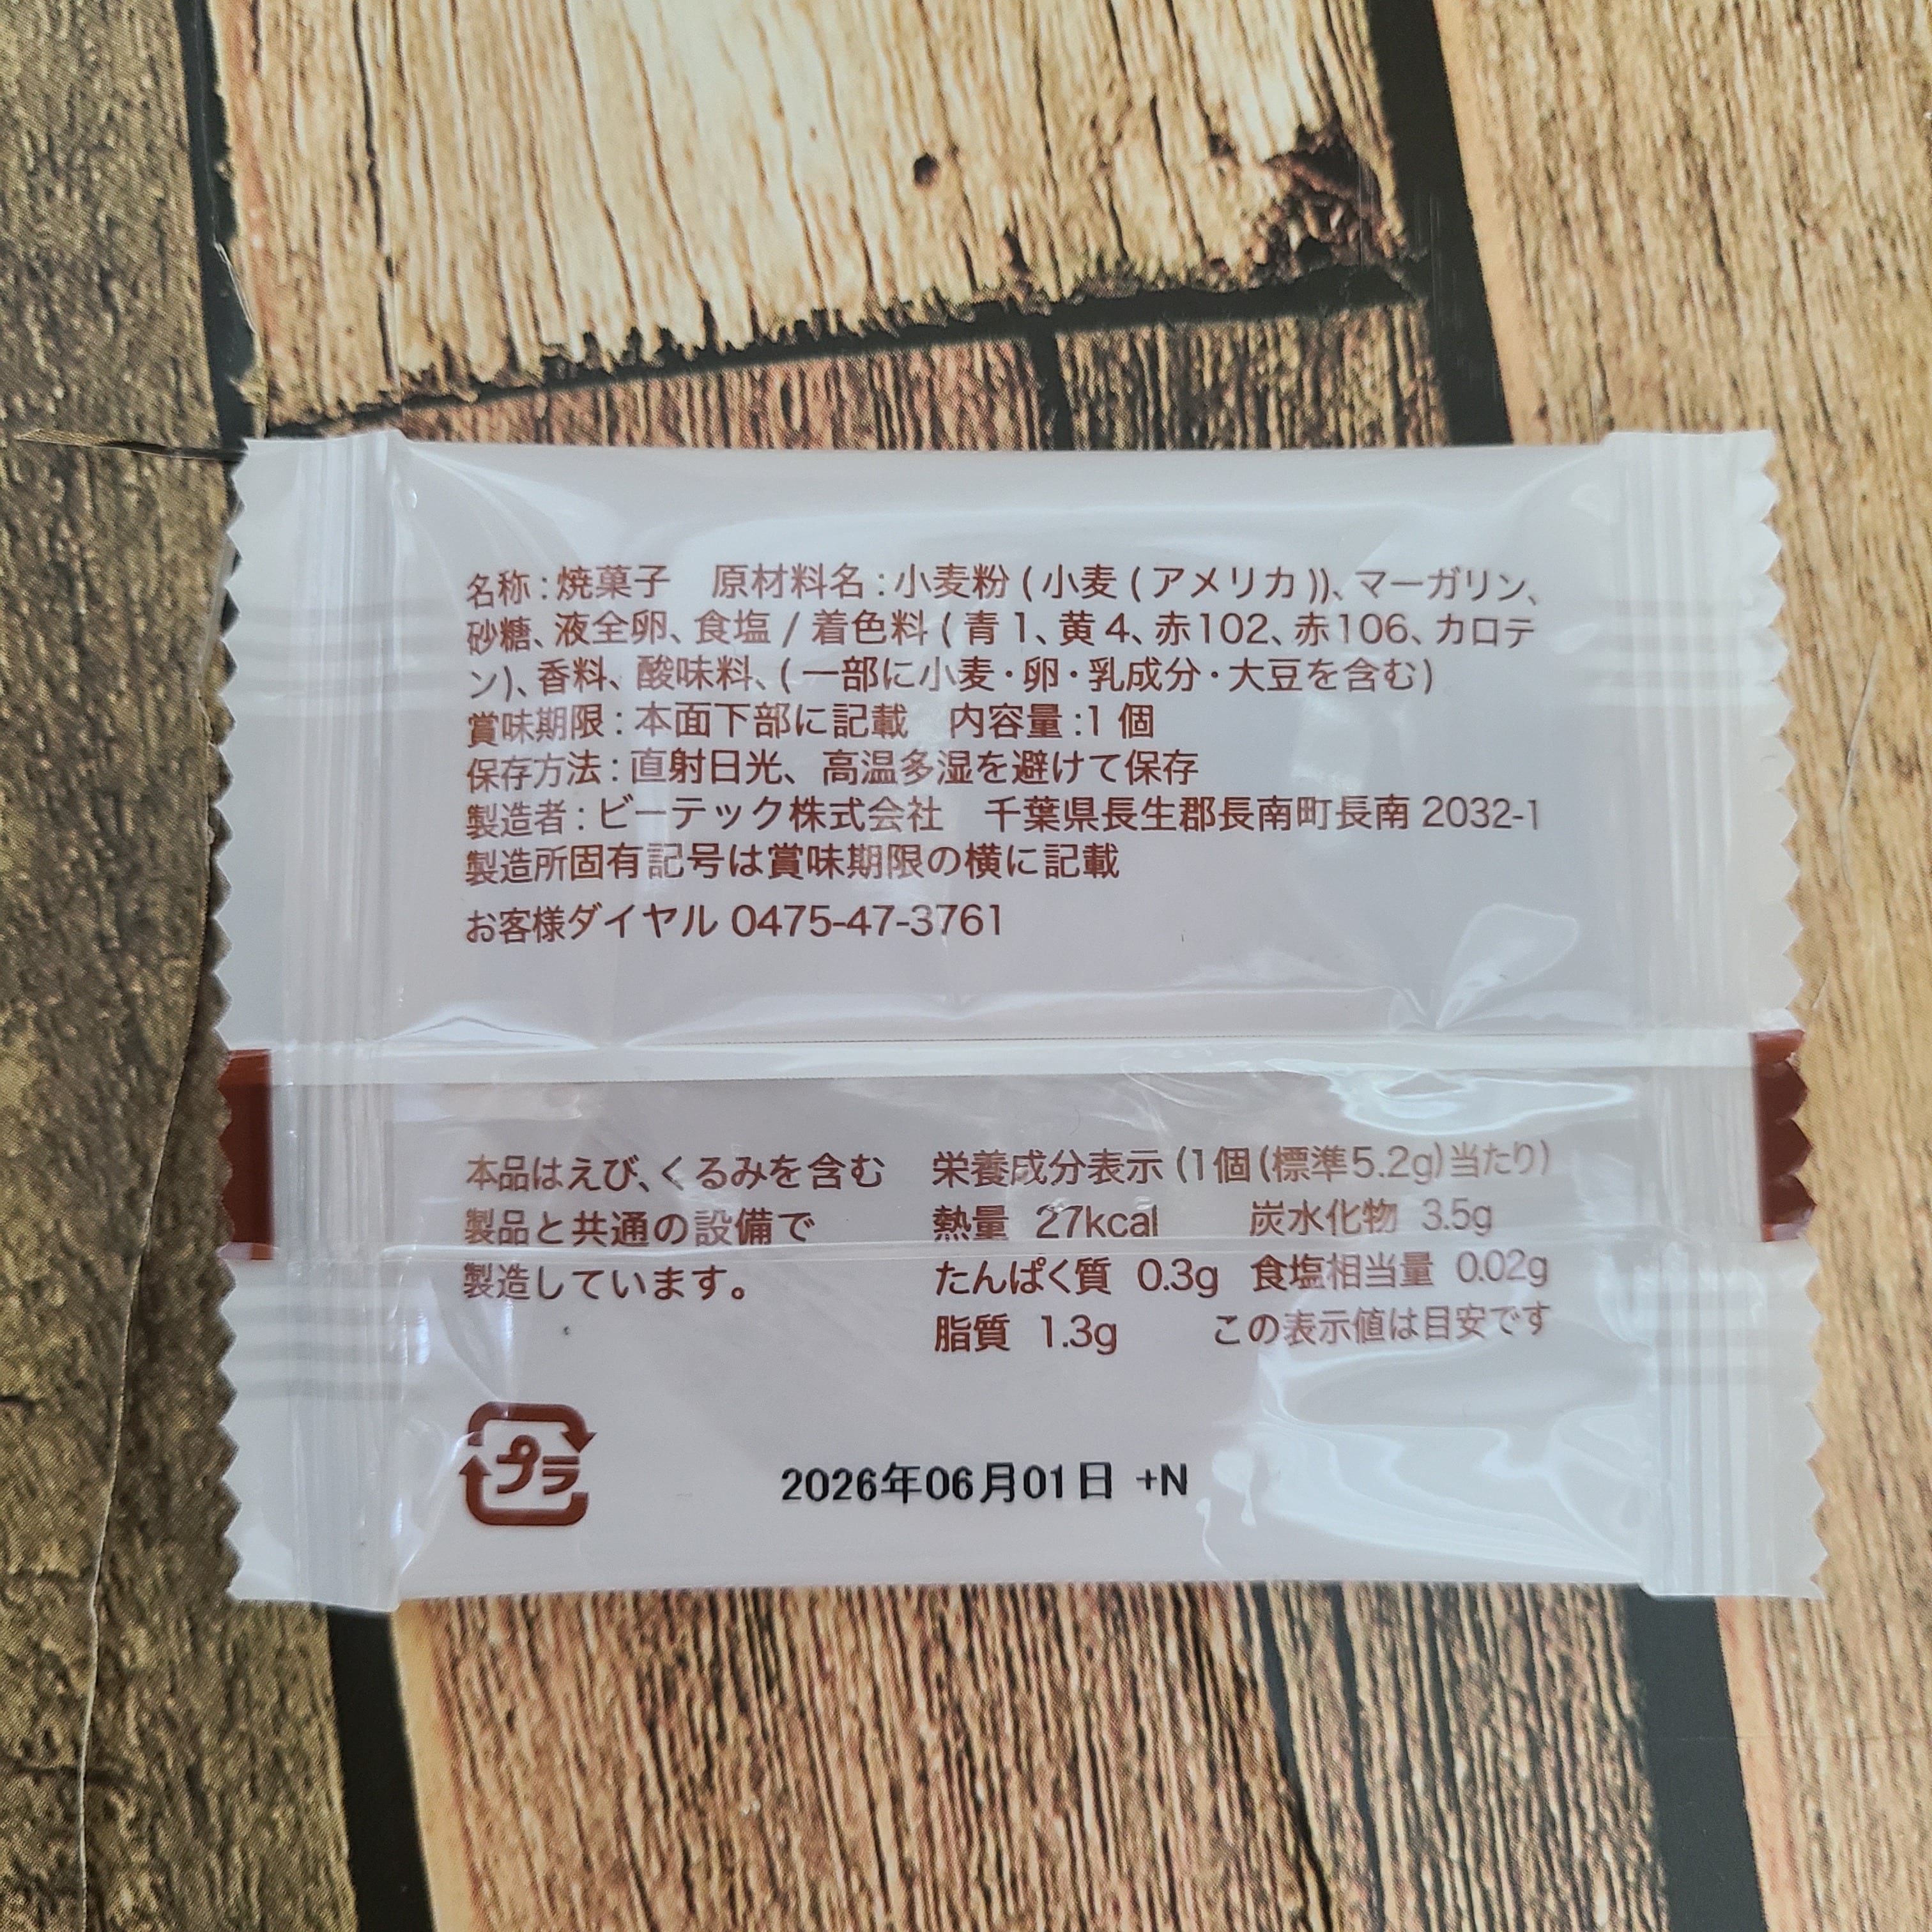 名称:焼菓子　原材料名:小麦粉(小麦(アメリカ))、マーガリン、
砂糖、液全卵、食塩/着色料(青1、黄4、赤102、赤106、カロテ
ン)、香料、酸味料、(一部に小麦・卵・乳成分・大豆を含む)
賞味期限:本面下部に記載　内容量:1個
保存方法:直射日光、高温多湿を避けて保存
製造者:ビーテック株式会社　千葉県長生郡長南町長南2032-1
製造所固有記号は賞味期限の横に記載
お客様ダイヤル 0475-47-3761
本品はえび、くるみを含む
製品と共通の設備で
製造しています。
栄養成分表示(1個(標準5.2g)当たり)
熱量 27kcal　炭水化物 3.5g
たんぱく質 0.3g　食塩相当量 0.02g
脂質 1.3g　この表示値は目安です
プラ
2026年06月01日 +N